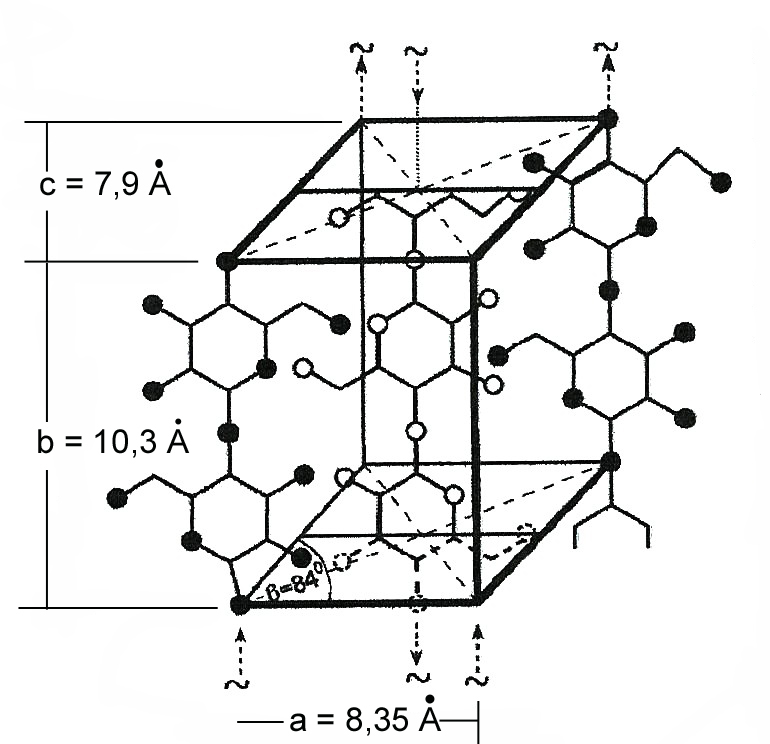 c = 7,9 Å
b = 10,3 Å
β=84°
a = 8,35 Å